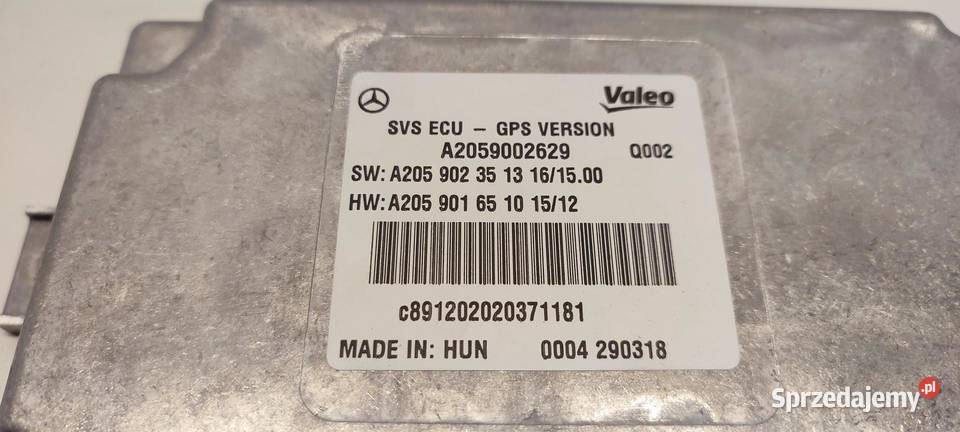 Valeo
SVS ECU - GPS VERSION
A2059002629 Q002
SW: A205 902 35 13 16/15.00
HW: A205 901 65 10 15/12
c891202020371181
MADE IN: HUN 0004 290318
Sprzedajemy.pl